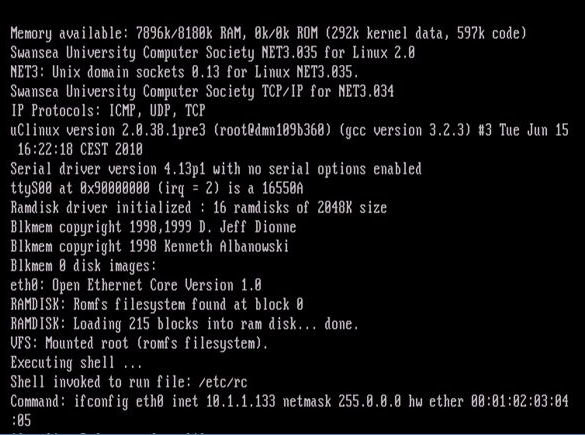 Memory available: 7896k/8180k RAM, 0k/0k ROM (292k kernel data, 597k code)
Swansea University Computer Society NET3.035 for Linux 2.0
NET3: Unix domain sockets 0.13 for Linux NET3.035.
Swansea University Computer Society TCP/IP for NET3.034
IP Protocols: ICMP, UDP, TCP
uClinux version 2.0.38.1pre3 (root@dmn109b360) (gcc version 3.2.3) #3 Tue Jun 15
 16:22:18 CEST 2010
Serial driver version 4.13p1 with no serial options enabled
ttyS00 at 0x90000000 (irq = 2) is a 16550A
Ramdisk driver initialized : 16 ramdisks of 2048K size
Blkmem copyright 1998,1999 D. Jeff Dionne
Blkmem copyright 1998 Kenneth Albanowski
Blkmem 0 disk images:
eth0: Open Ethernet Core Version 1.0
RAMDISK: Romfs filesystem found at block 0
RAMDISK: Loading 215 blocks into ram disk... done.
VFS: Mounted root (romfs filesystem).
Executing shell ...
Shell invoked to run file: /etc/rc
Command: ifconfig eth0 inet 10.1.1.133 netmask 255.0.0.0 hw ether 00:01:02:03:04
:05